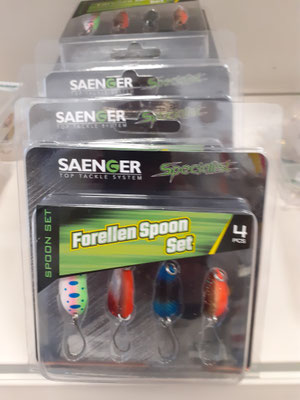 SAENGER
Specialist
SAENGER
TOP TACKLE SYSTEM
Specialist
SAENGER
TOP TACKLE SYSTEM
Specialist
SPOON SET
Forellen Spoon
Set
4
PCS